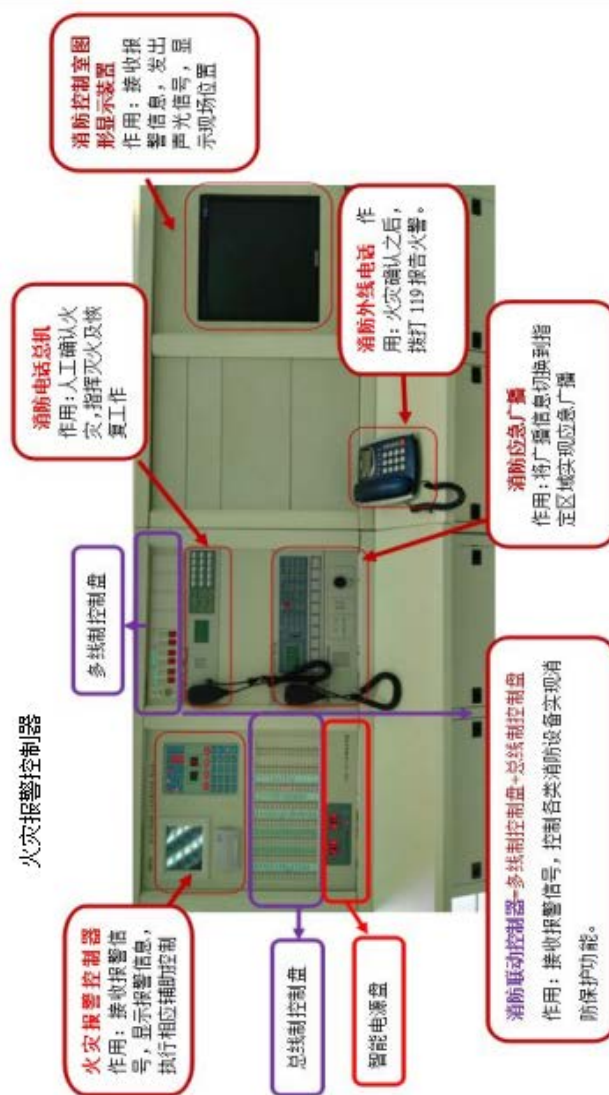 火灾报警控制器
火灾报警控制器
作用：接收报警信
号，显示报警信息，
执行相应辅助控制
多线制控制盘
消防电话总机
作用：人工确认火
灾，指挥灭火及恢
复工作
消防控制室图
形显示装置
作用：接收报
警信息，发出
声光信号，显
示现场位置
总线制控制盘
智能电源盘
消防联动控制器=多线制控制盘+总线制控制盘
作用：接收报警信号，控制各类消防设备实现消
防保护功能。
消防应急广播
作用：将广播信息切换到指
定区域实现应急广播
消防外线电话 作
用：火灾确认之后，
拨打 119 报告火警。